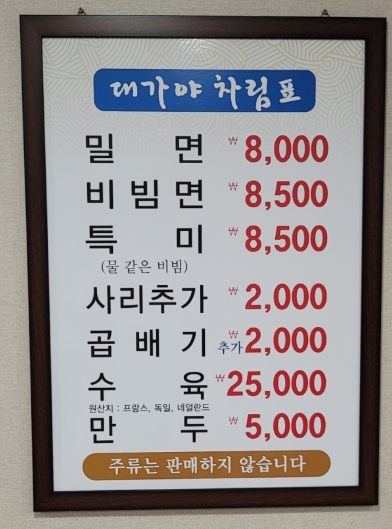 대가야 차림표
밀 면 ₩8,000
비빔면 ₩8,500
특 미 ₩8,500
(물 같은 비빔)
사리추가 ₩2,000
곱배기 추가 ₩2,000
수 육 ₩25,000
원산지 : 프랑스, 독일, 네덜란드
만 두 ₩5,000
주류는 판매하지 않습니다